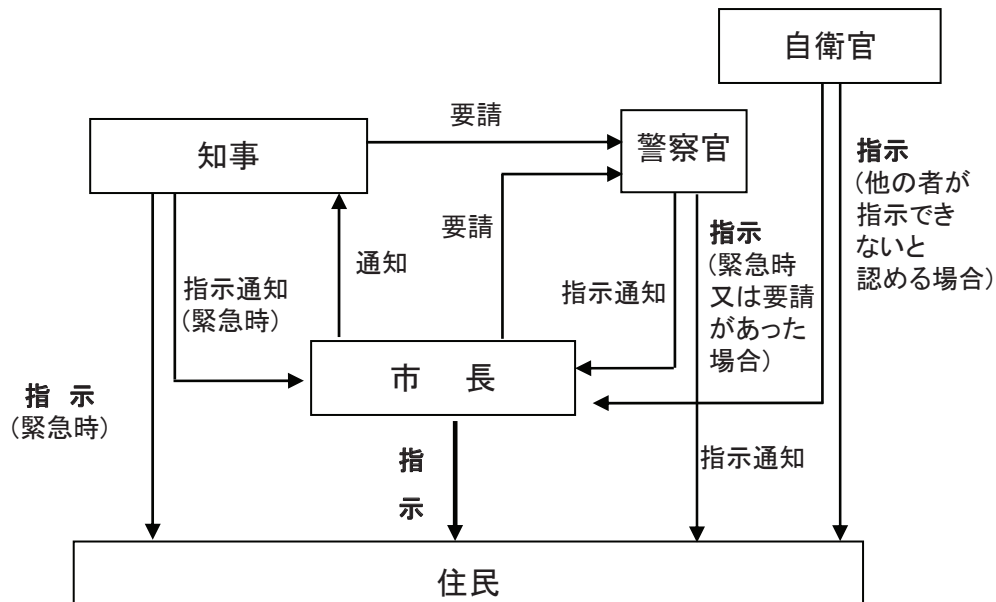 自衛官
要請
知事
警察官
指示
(他の者が
指示でき
ないと
認める場合)
要請
通知
指示
(緊急時
又は要請
があった
場合)
指示通知
(緊急時)
指示通知
市 長
指 示
(緊急時)
指
示
指示通知
住民